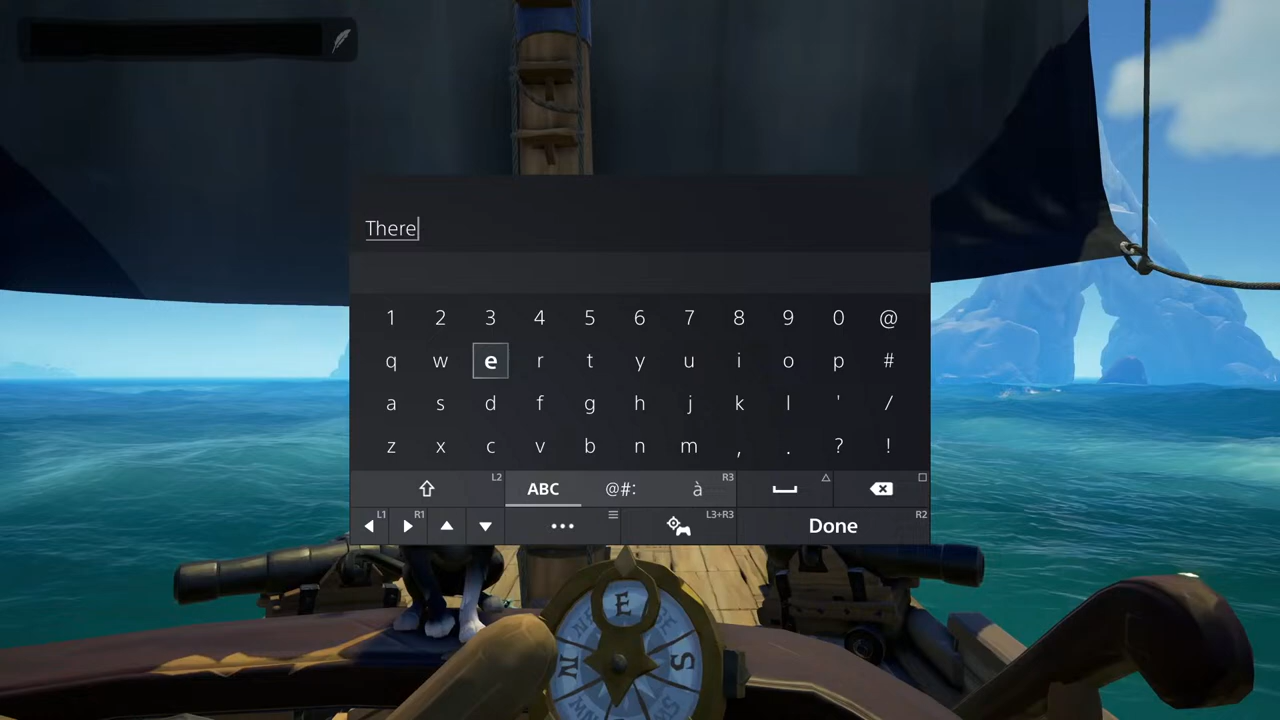 There
1 2 3 4 5 6 7 8 9 0 @
q w e r t y u i o p #
a s d f g h j k l ' /
z x c v b n m , . ? !
L2 ABC @#: à R3
L1 R1 ... L3+R3 Done R2
E
N S